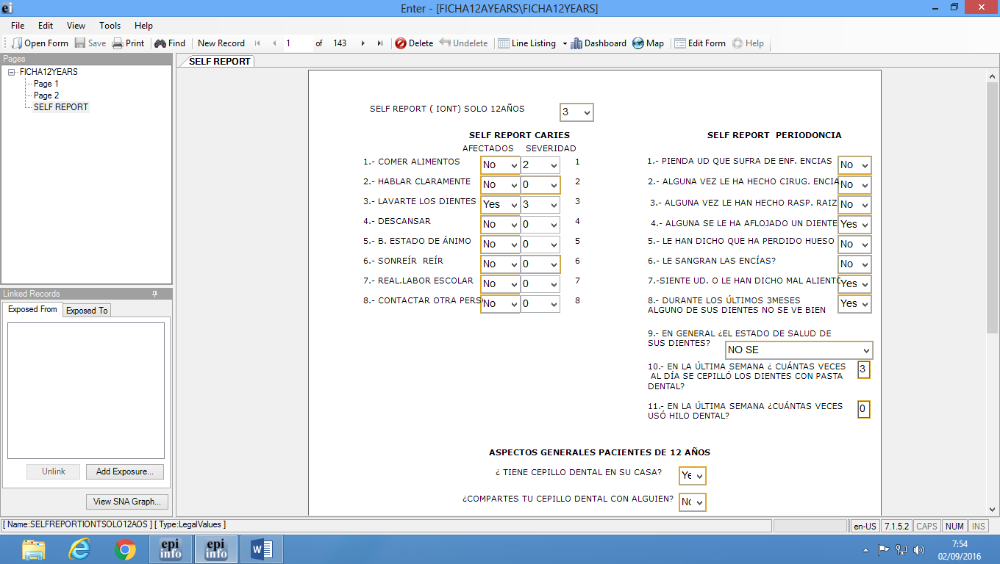 ei Enter - [FICHA12AYEARS\FICHA12YEARS]
File Edit View Tools Help
Open Form Save Print Find New Record 1 of 143 Delete Undelete Line Listing Dashboard Map Edit Form Help
Pages
FICHA12YEARS
Page 1
Page 2
SELF REPORT
Linked Records
Exposed From Exposed To
Unlink Add Exposure...
View SNA Graph...
SELF REPORT
SELF REPORT ( IONT) SOLO 12AÑOS 3
SELF REPORT CARIES
AFECTADOS SEVERIDAD
1.- COMER ALIMENTOS No 2 1
2.- HABLAR CLARAMENTE No 0 2
3.- LAVARTE LOS DIENTES Yes 3 3
4.- DESCANSAR No 0 4
5.- B. ESTADO DE ÁNIMO No 0 5
6.- SONREÍR REÍR No 0 6
7.- REAL.LABOR ESCOLAR No 0 7
8.- CONTACTAR OTRA PERS No 0 8
SELF REPORT PERIODONCIA
1.- PIENDA UD QUE SUFRA DE ENF. ENCIAS No
2.- ALGUNA VEZ LE HA HECHO CIRUG. ENCIA No
3.- ALGUNA VEZ LE HAN HECHO RASP. RAIZ No
4.- ALGUNA SE LE HA AFLOJADO UN DIENTE Yes
5.- LE HAN DICHO QUE HA PERDIDO HUESO No
6.- LE SANGRAN LAS ENCÍAS? No
7.-SIENTE UD. O LE HAN DICHO MAL ALIENTO Yes
8.- DURANTE LOS ÚLTIMOS 3MESES Yes
ALGUNO DE SUS DIENTES NO SE VE BIEN
9.- EN GENERAL ¿EL ESTADO DE SALUD DE
SUS DIENTES? NO SE
10.- EN LA ÚLTIMA SEMANA ¿ CUÁNTAS VECES 3
AL DÍA SE CEPILLÓ LOS DIENTES CON PASTA
DENTAL?
11.- EN LA ÚLTIMA SEMANA ¿CUÁNTAS VECES 0
USÓ HILO DENTAL?
ASPECTOS GENERALES PACIENTES DE 12 AÑOS
¿ TIENE CEPILLO DENTAL EN SU CASA? Ye
¿COMPARTES TU CEPILLO DENTAL CON ALGUIEN? No
[ Name:SELFREPORTIONTSOLO12AOS ] [ Type:LegalValues ] en-US 7.1.5.2 CAPS NUM INS
epi info epi info 7:54
02/09/2016